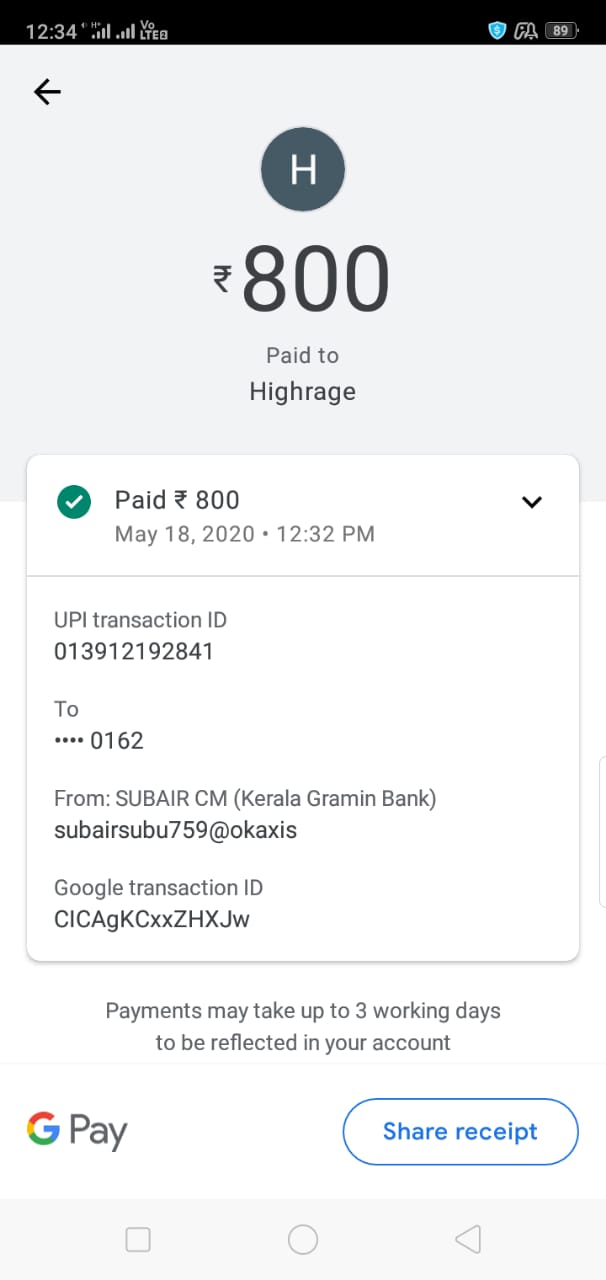 12:34 H+ Vo LTE2 89
H
₹800
Paid to
Highrage
Paid ₹ 800
May 18, 2020 • 12:32 PM
UPI transaction ID
013912192841
To
•••• 0162
From: SUBAIR CM (Kerala Gramin Bank)
subairsubu759@okaxis
Google transaction ID
CICAgKCxxZHXJw
Payments may take up to 3 working days
to be reflected in your account
G Pay
Share receipt